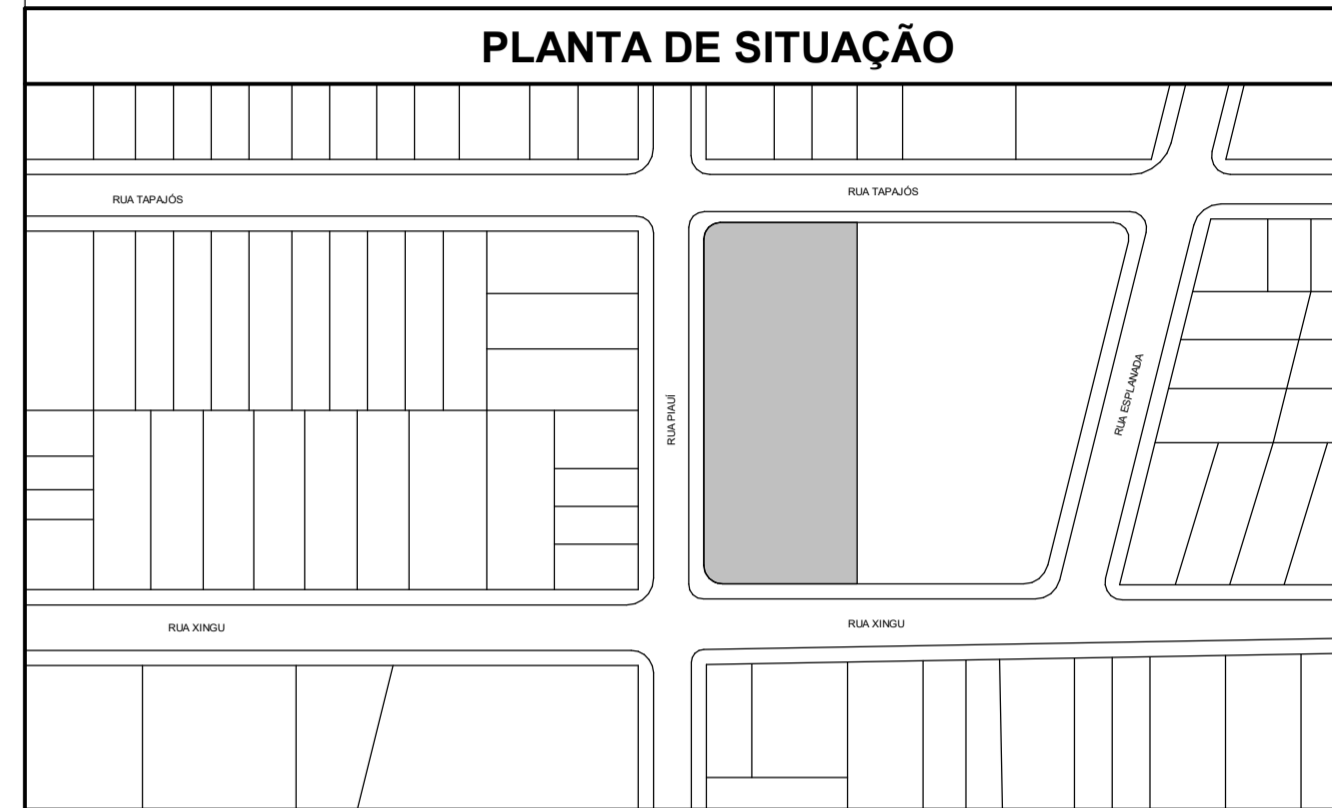 PLANTA DE SITUAÇÃO
RUA TAPAJÓS
RUA TAPAJÓS
RUA PIAUÍ
RUA ESPLANADA
RUA XINGU
RUA XINGU